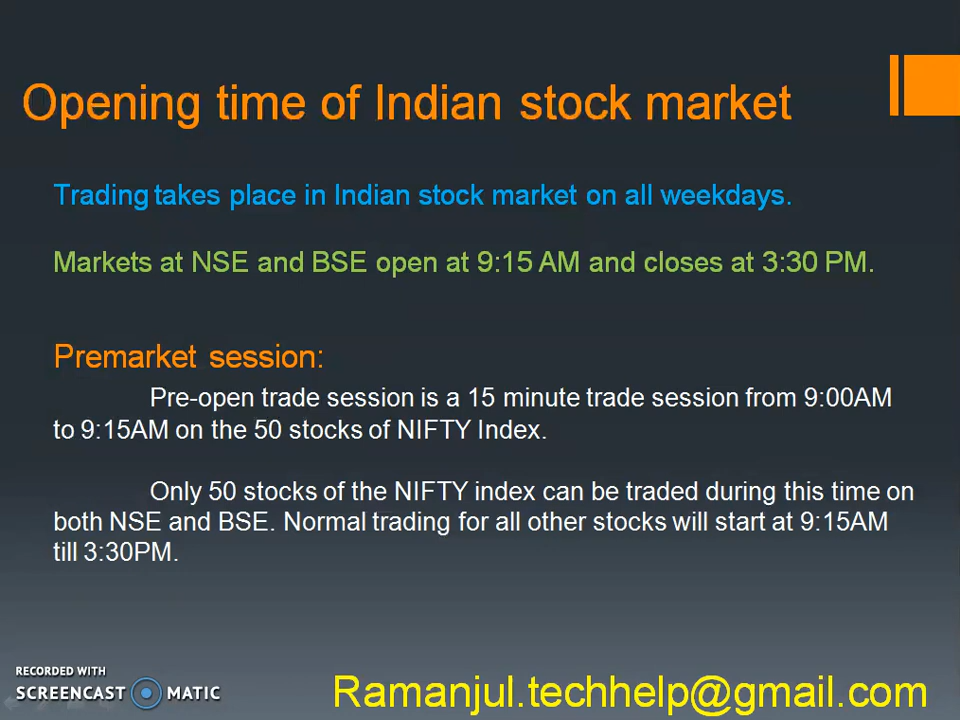 Opening time of Indian stock market
Trading takes place in Indian stock market on all weekdays.
Markets at NSE and BSE open at 9:15 AM and closes at 3:30 PM.
Premarket session:
Pre-open trade session is a 15 minute trade session from 9:00AM
to 9:15AM on the 50 stocks of NIFTY Index.
Only 50 stocks of the NIFTY index can be traded during this time on
both NSE and BSE. Normal trading for all other stocks will start at 9:15AM
till 3:30PM.
RECORDED WITH
SCREENCAST MATIC
Ramanjul.techhelp@gmail.com